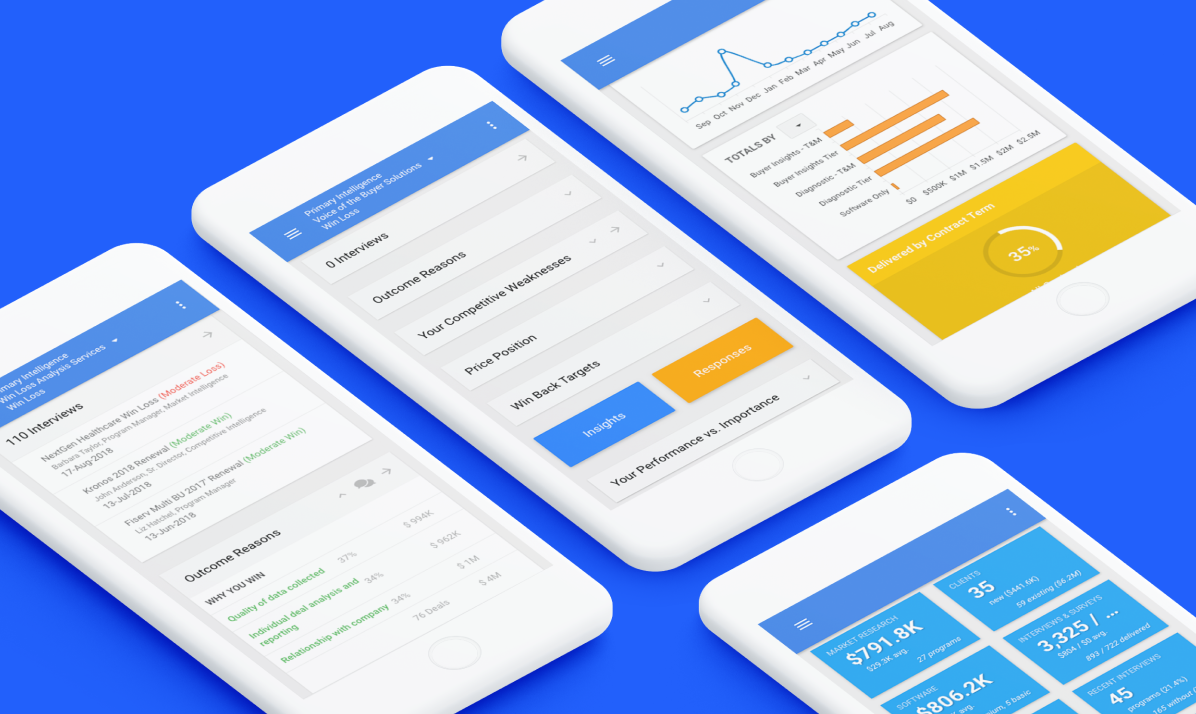 Primary Intelligence
Win Loss Analysis Services
Win Loss
110 Interviews
NextGen Healthcare Win Loss (Moderate Loss)
Barbara Taylor, Program Manager, Market Intelligence
17-Aug-2018
Kronos 2018 Renewal (Moderate Win)
John Anderson, Sr. Director, Competitive Intelligence
13-Jul-2018
Fiserv Multi BU 2017 Renewal (Moderate Win)
Liz Hatchel, Program Manager
13-Jun-2018
Outcome Reasons
WHY YOU WIN
Quality of data collected 37% $ 994K
Individual deal analysis and reporting 34% $ 962K
Relationship with company 34% $ 1M
76 Deals $ 4M
Primary Intelligence
Voice of the Buyer Solutions
Win Loss
0 Interviews
Outcome Reasons
Your Competitive Weaknesses
Price Position
Win Back Targets
Insights
Responses
Your Performance vs. Importance
Sep Oct Nov Dec Jan Feb Mar Apr May Jun Jul Aug
TOTALS BY
Buyer Insights - T&M
Buyer Insights Tier
Diagnostic - T&M
Diagnostic Tier
Software Only
$0 $500K $1M $1.5M $2M $2.5M
Delivered by Contract Term
35%
MARKET RESEARCH
$791.8K
$29.3K avg.
27 programs
CLIENTS
35
new ($441.6K)
59 existing ($6.2M)
SOFTWARE
$806.2K
avg.
5 basic
INTERVIEWS & SURVEYS
3,325 / ...
$804 / 50 avg.
893 / 722 delivered
RECENT INTERVIEWS
45
programs (21.4%)
165 without